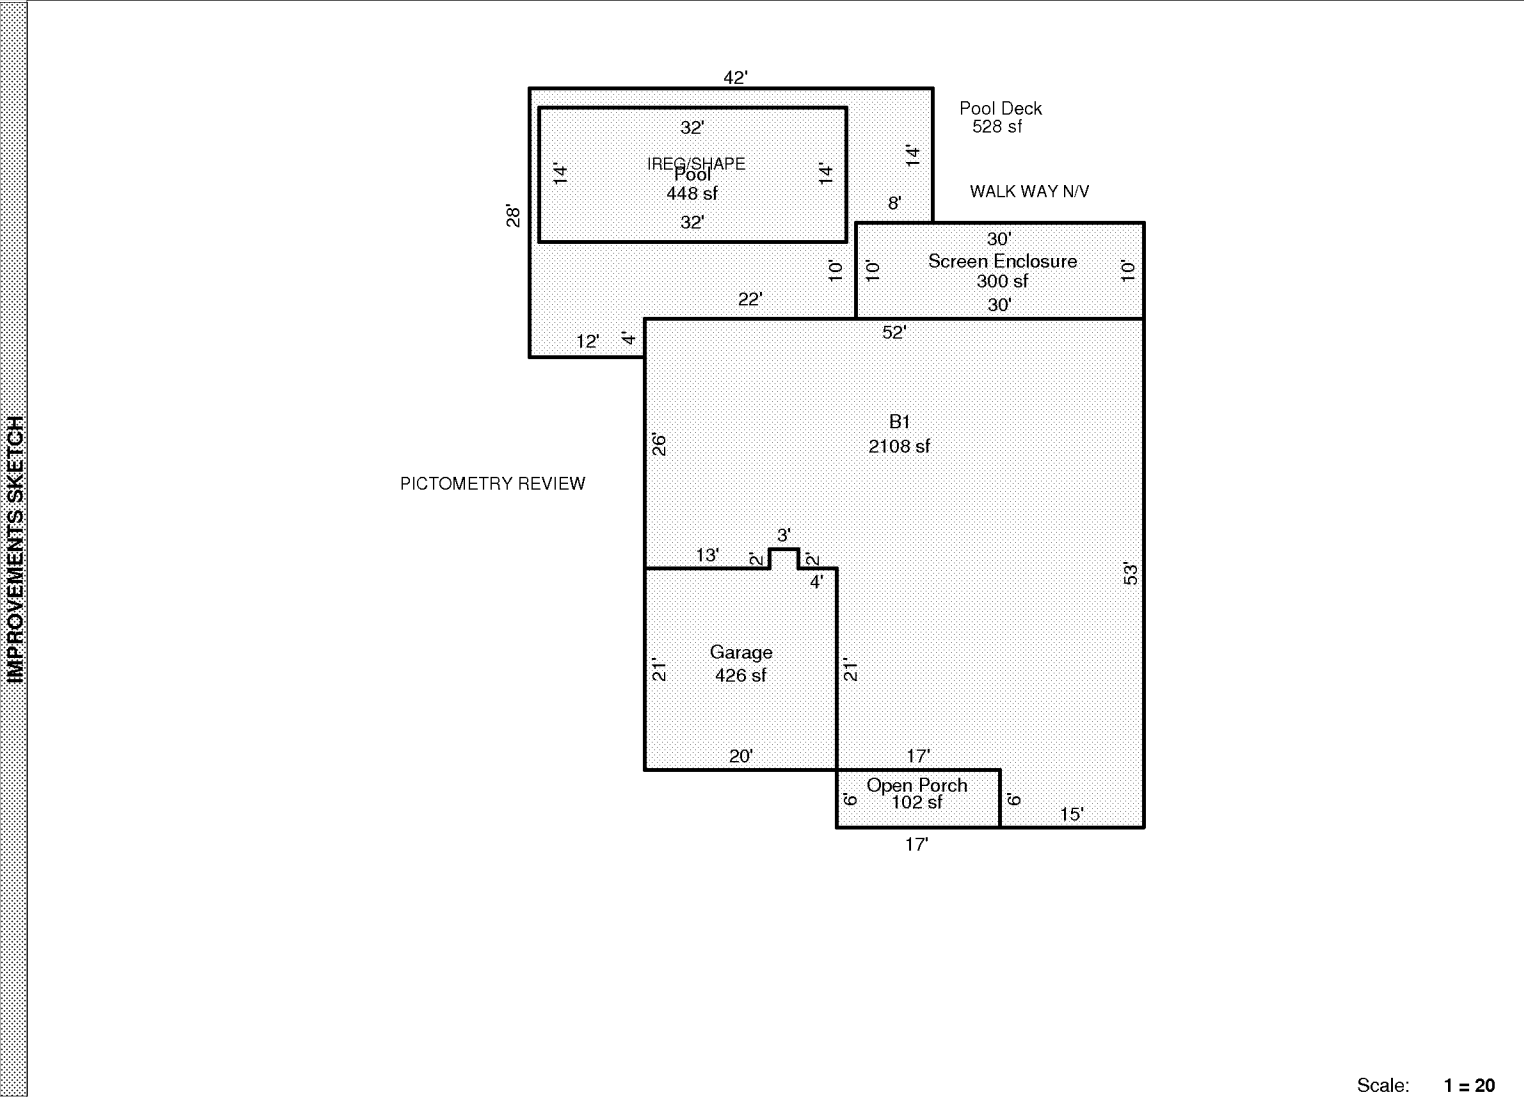 IMPROVEMENTS SKETCH
42'
Pool Deck
528 sf
32'
14'
IREG/SHAPE
Pool
448 sf
14'
14'
28'
8'
WALK WAY N/V
32'
30'
10'
10'
Screen Enclosure
300 sf
10'
22'
30'
12'
4'
52'
B1
2108 sf
26'
PICTOMETRY REVIEW
3'
13'
2'
2'
4'
53'
Garage
426 sf
21'
21'
20'
17'
Open Porch
102 sf
6'
6'
15'
17'
Scale: 1 = 20